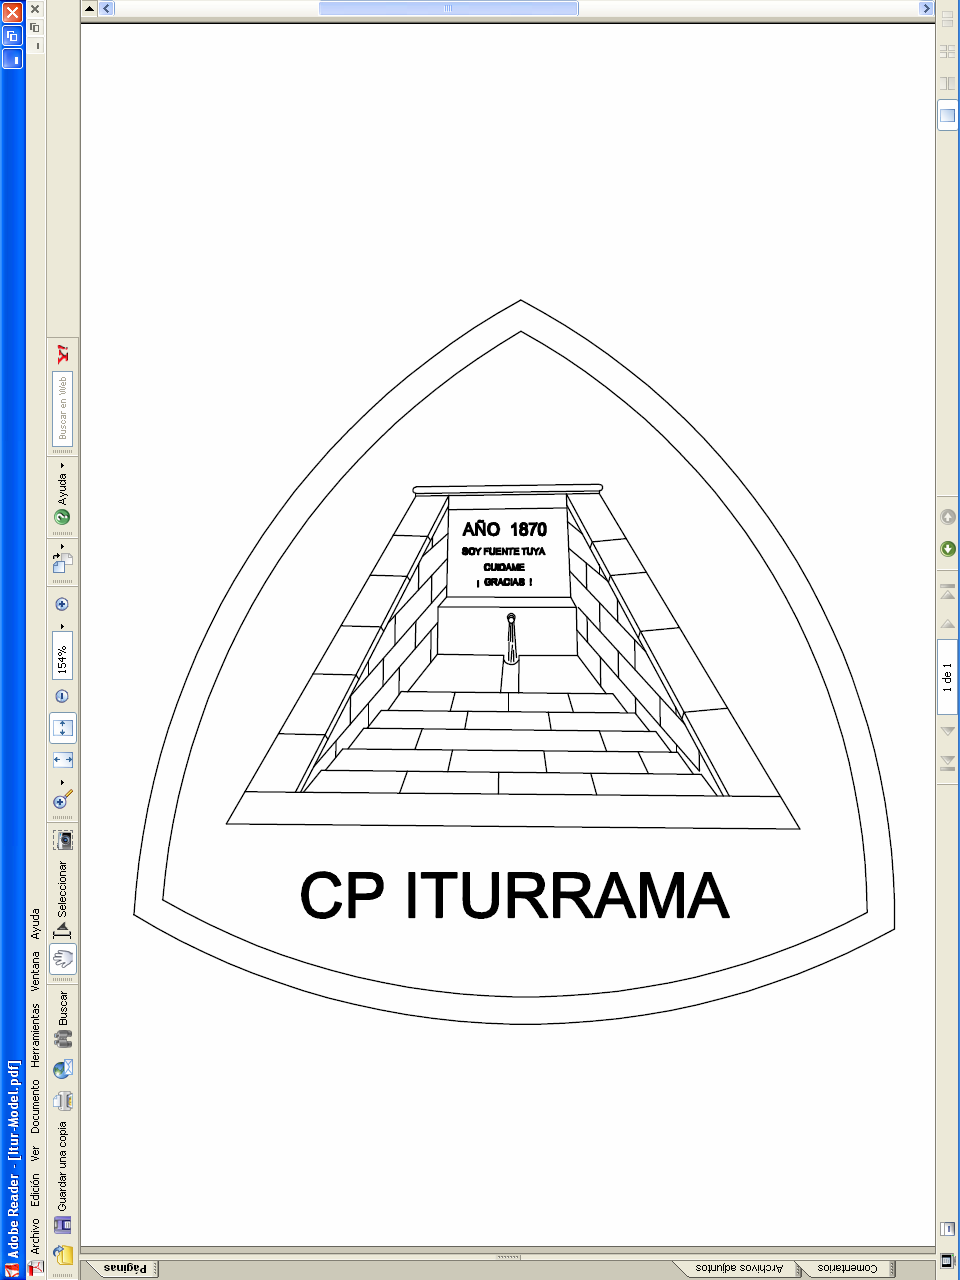 Adobe Reader - [Itur-Model.pdf]
Archivo Edición Ver Documento Herramientas Ventana Ayuda
Guardar una copia Buscar Seleccionar 154% Ayuda Buscar en Web Y!
AÑO 1870
SOY FUENTE TUYA
CUIDAME
¡ GRACIAS !
CP ITURRAMA
Páginas
Archivos adjuntos
Comentarios
1 de 1